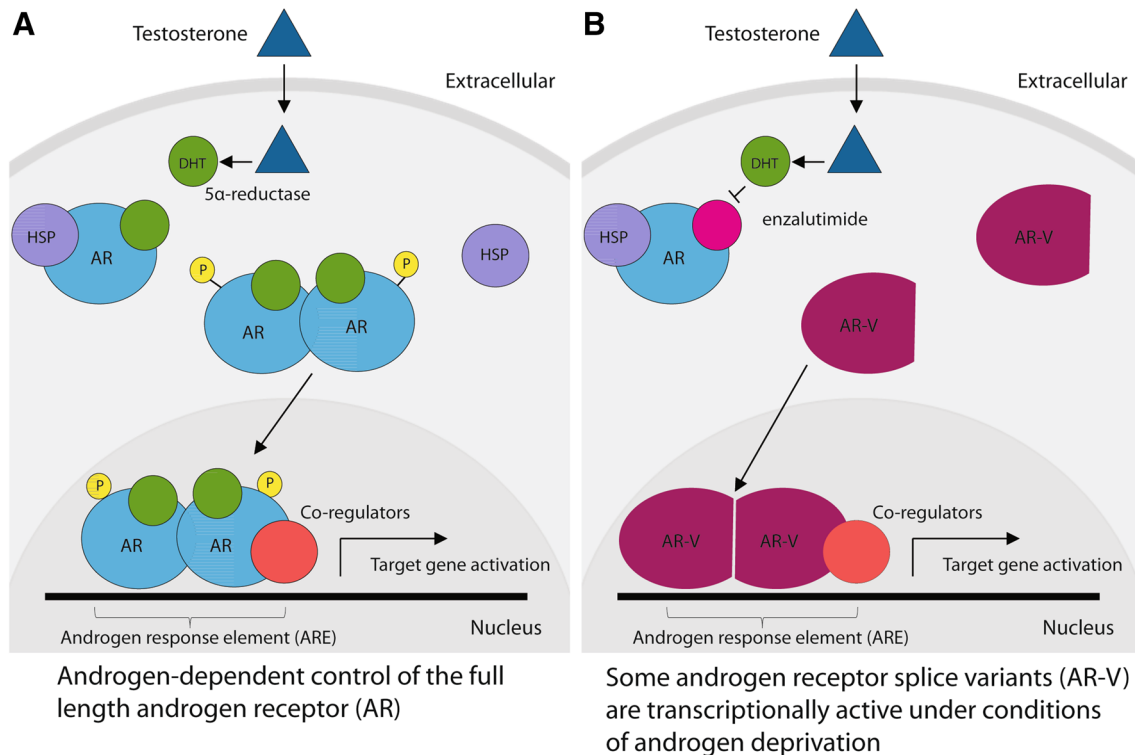 A
Testosterone
Extracellular
DHT
5α-reductase
HSP
AR
HSP
P
P
AR
AR
P
P
AR
AR
Co-regulators
Target gene activation
Androgen response element (ARE)
Nucleus
Androgen-dependent control of the full
length androgen receptor (AR)
B
Testosterone
Extracellular
DHT
enzalutimide
HSP
AR
AR-V
AR-V
Co-regulators
AR-V
AR-V
Target gene activation
Androgen response element (ARE)
Nucleus
Some androgen receptor splice variants (AR-V)
are transcriptionally active under conditions
of androgen deprivation